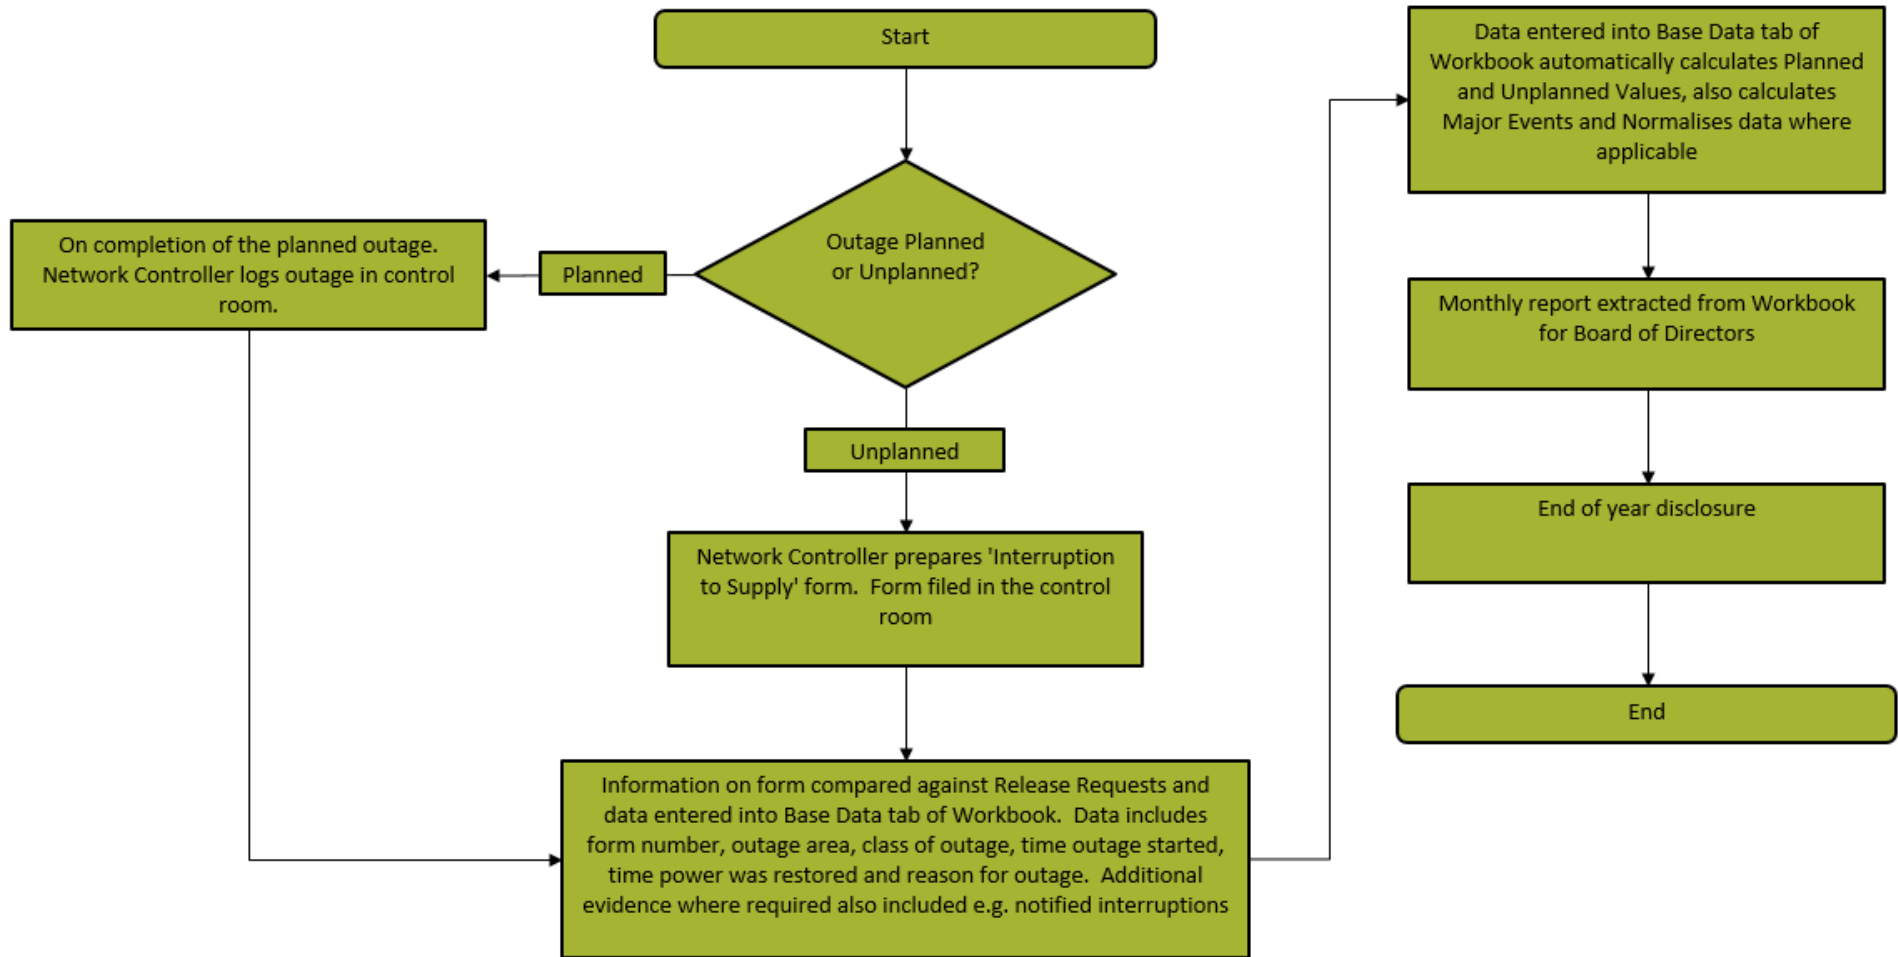 Start
Outage Planned
or Unplanned?
Planned
On completion of the planned outage.
Network Controller logs outage in control
room.
Unplanned
Network Controller prepares 'Interruption
to Supply' form.  Form filed in the control
room
Information on form compared against Release Requests and
data entered into Base Data tab of Workbook.  Data includes
form number, outage area, class of outage, time outage started,
time power was restored and reason for outage.  Additional
evidence where required also included e.g. notified interruptions
Data entered into Base Data tab of
Workbook automatically calculates Planned
and Unplanned Values, also calculates
Major Events and Normalises data where
applicable
Monthly report extracted from Workbook
for Board of Directors
End of year disclosure
End